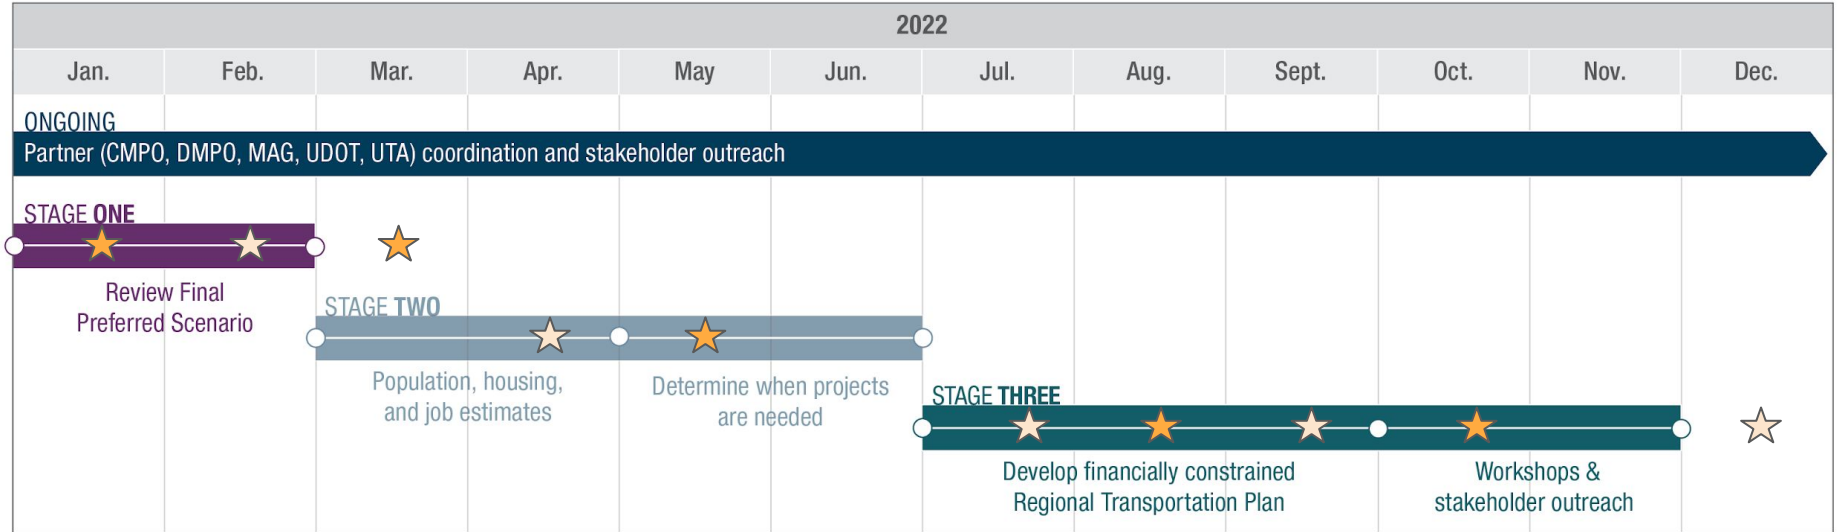 2022
Jan. Feb. Mar. Apr. May Jun. Jul. Aug. Sept. Oct. Nov. Dec.
ONGOING
Partner (CMPO, DMPO, MAG, UDOT, UTA) coordination and stakeholder outreach
STAGE ONE
Review Final
Preferred Scenario
STAGE TWO
Population, housing,
and job estimates
Determine when projects
are needed
STAGE THREE
Develop financially constrained
Regional Transportation Plan
Workshops &
stakeholder outreach